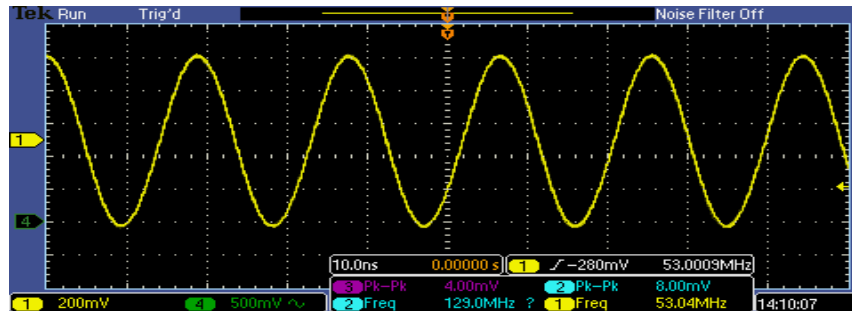 Tek Run Trig'd Noise Filter Off
T
1
4
10.0ns 0.00000 s 1 -280mV 53.0009MHz
3 Pk-Pk 4.00mV 2 Pk-Pk 8.00mV
1 200mV 4 500mV 2 Freq 129.0MHz ? 1 Freq 53.04MHz 14:10:07